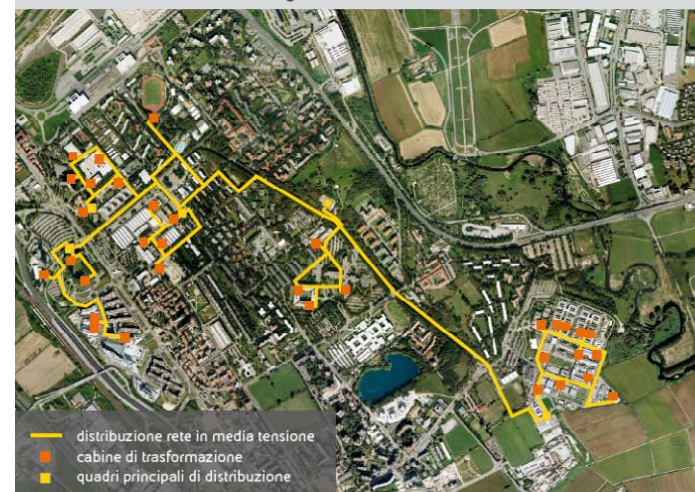 distribuzione rete in media tensione
cabine di trasformazione
quadri principali di distribuzione